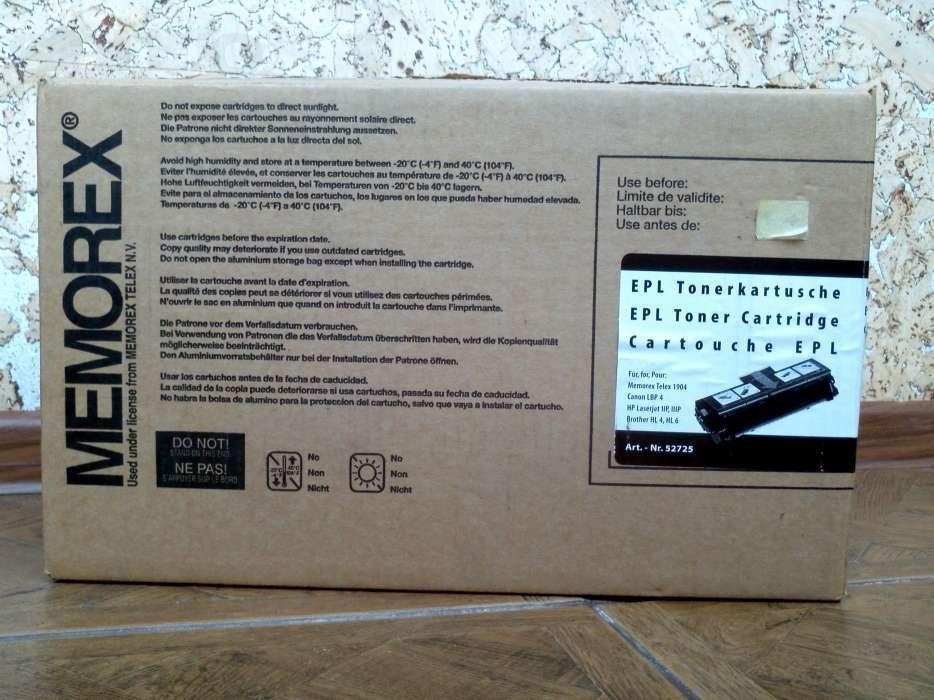 MEMOREX®
Used under license from MEMOREX TELEX N.V.
Do not expose cartridges to direct sunlight.
Ne pas exposer les cartouches au rayonnement solaire direct.
Die Patrone nicht direkter Sonneneinstrahlung aussetzen.
No exponga los cartuchos a la luz directa del sol.
Avoid high humidity and store at a temperature between -20°C (-4°F) and 40°C (104°F).
Eviter l'humidité élevée, et conserver les cartouches au température de -20°C (-4°F) à 40°C (104°F).
Hohe Luftfeuchtigkeit vermeiden, bei Temperaturen von -20°C bis 40°C lagern.
Evite para el almacenamiento de los cartuchos, los lugares en los que pueda haber humedad elevada.
Temperaturas de -20°C (-4°F) a 40°C (104°F).
Use cartridges before the expiration date.
Copy quality may deteriorate if you use outdated cartridges.
Do not open the aluminium storage bag except when installing the cartridge.
Utiliser la cartouche avant la date d'expiration.
La qualité des copies peut se détériorer si vous utilisez des cartouches périmées.
N'ouvrir le sac en aluminium que quand on introduit la cartouche dans l'imprimante.
Die Patrone vor dem Verfallsdatum verbrauchen.
Bei Verwendung von Patronen die das Verfallsdatum überschritten haben, wird die Kopienqualität
möglicherweise beeinträchtigt.
Den Aluminiumvorratsbehälter nur bei der Installation der Patrone öffnen.
Usar los cartuchos antes de la fecha de caducidad.
La calidad de la copia puede deteriorarse si usa cartuchos, pasada su fecha de caducidad.
No habra la bolsa de alumino para la proteccion del cartucho, salvo que vaya a instalar el cartucho.
DO NOT!
STAND ON THIS END
NE PAS!
S'APPUYER SUR LE BORD
No
Non
Nicht
No
Non
Nicht
Use before:
Limite de validite:
Haltbar bis:
Use antes de:
EPL Tonerkartusche
EPL Toner Cartridge
Cartouche EPL
Für, for, Pour:
Memorex Telex 1904
Canon LBP 4
HP Laserjet IIP, IIIP
Brother HL 4, HL 6
Art.- Nr. 52725